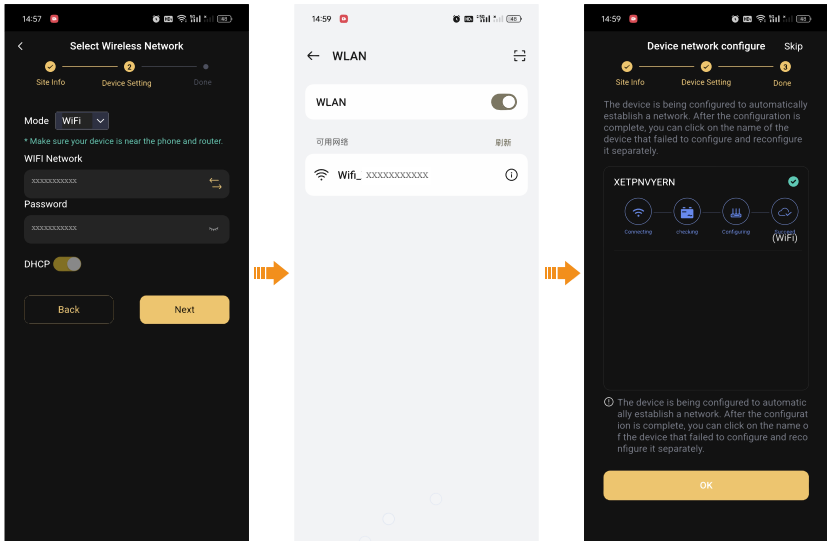 14:57
48
Select Wireless Network
2
Site Info
Device Setting
Done
Mode
WiFi
* Make sure your device is near the phone and router.
WIFI Network
xxxxxxxxxxx
Password
xxxxxxxxxxx
DHCP
Back
Next
14:59
48
WLAN
WLAN
可用网络
刷新
Wifi_ xxxxxxxxxxx
14:59
48
Device network configure
Skip
3
Site Info
Device Setting
Done
The device is being configured to automatically
establish a network. After the configuration is
complete, you can click on the name of the
device that failed to configure and reconfigure
it separately.
XETPNVYERN
Connecting
checking
Configuring
(WiFi)
The device is being configured to automatic
ally establish a network. After the configurat
ion is complete, you can click on the name o
f the device that failed to configure and reco
nfigure it separately.
OK